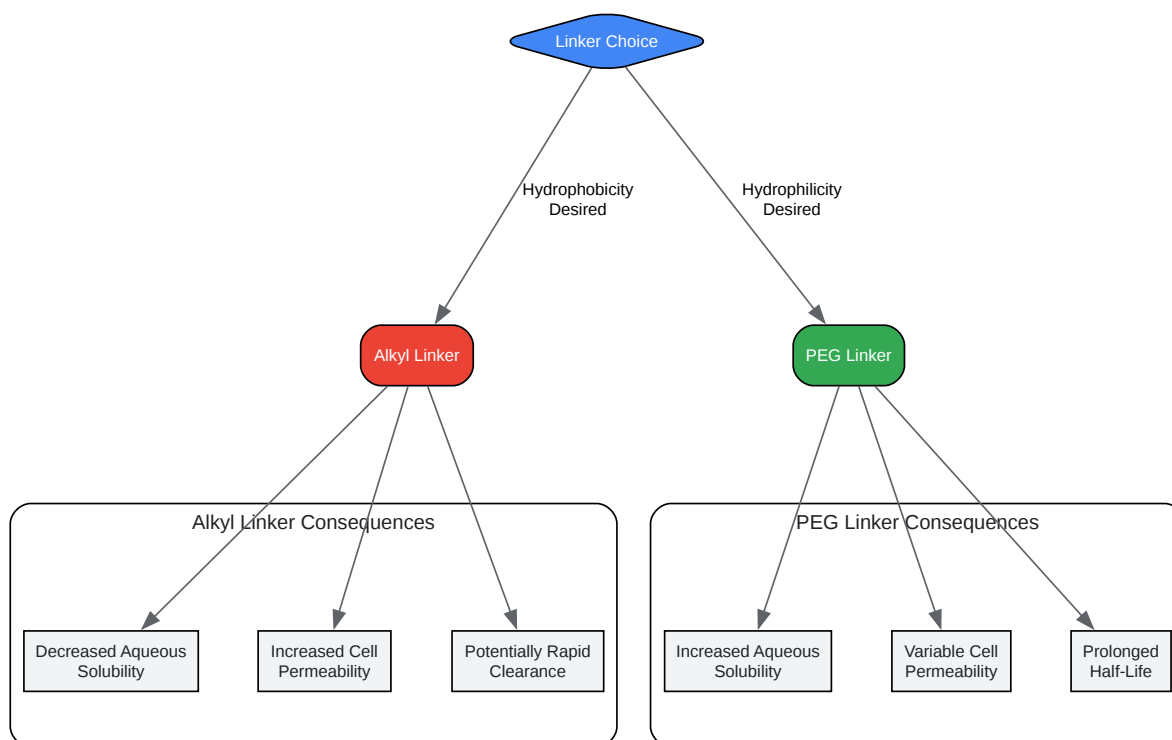 Linker Choice
Hydrophobicity
Desired
Hydrophilicity
Desired
Alkyl Linker
PEG Linker
Alkyl Linker Consequences
PEG Linker Consequences
Decreased Aqueous
Solubility
Increased Cell
Permeability
Potentially Rapid
Clearance
Increased Aqueous
Solubility
Variable Cell
Permeability
Prolonged
Half-Life